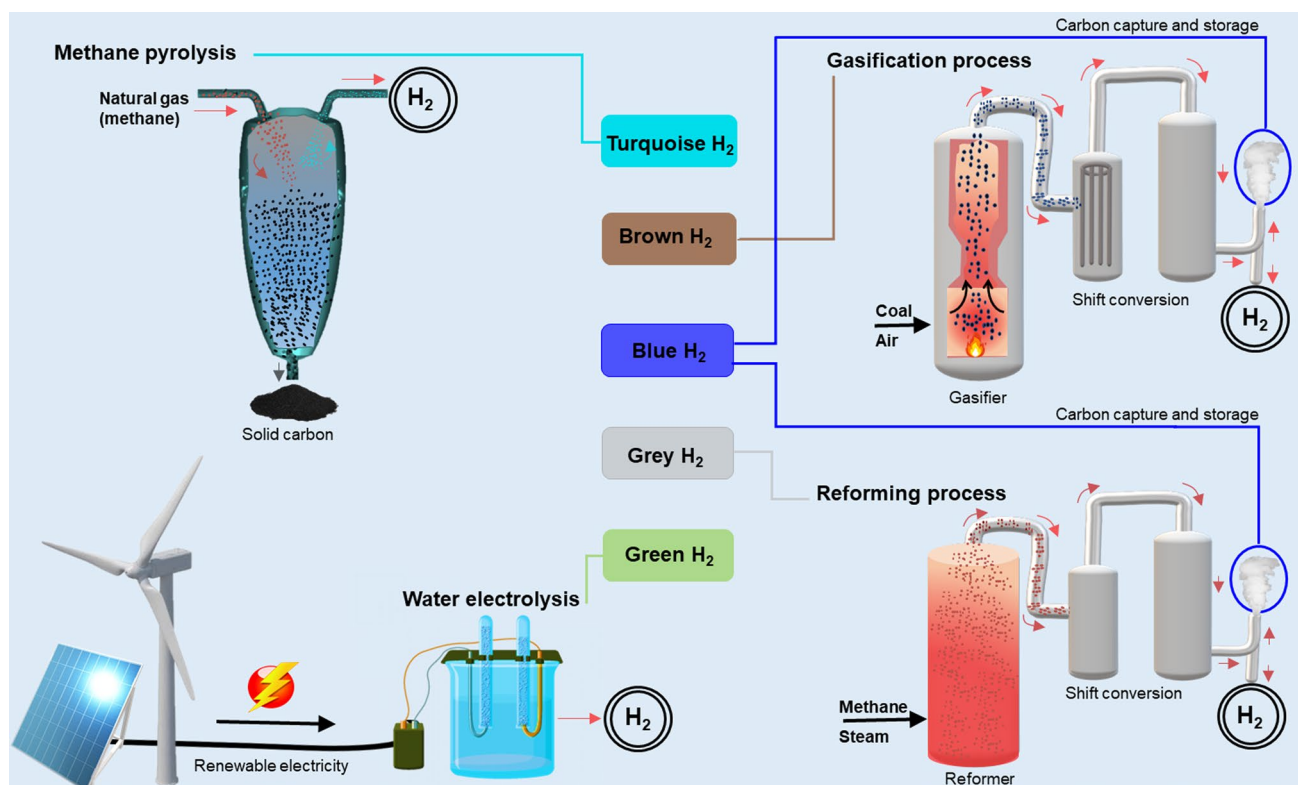 Methane pyrolysis
Natural gas
(methane)
H₂
Solid carbon
Turquoise H₂
Brown H₂
Blue H₂
Grey H₂
Green H₂
Carbon capture and storage
Gasification process
Coal
Air
Gasifier
Shift conversion
H₂
Carbon capture and storage
Reforming process
Methane
Steam
Reformer
Shift conversion
H₂
Water electrolysis
Renewable electricity
H₂